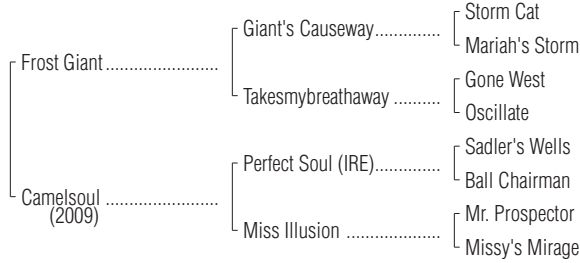 Storm Cat
Giant's Causeway..............
Mariah's Storm
Frost Giant........................
Gone West
Takesmybreathaway ..........
Oscillate
Sadler's Wells
Perfect Soul (IRE)..............
Ball Chairman
Camelsoul ........................
(2009)
Mr. Prospector
Miss Illusion ....................
Missy's Mirage